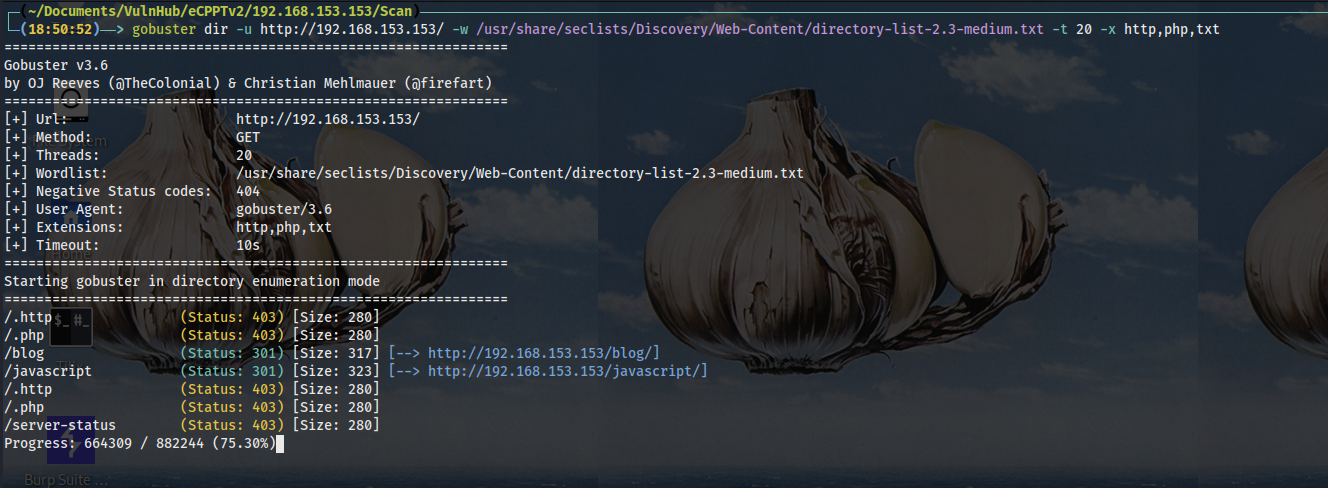 (~/Documents/VulnHub/eCPPTv2/192.168.153.153/Scan)
(18:50:52)—> gobuster dir -u http://192.168.153.153/ -w /usr/share/seclists/Discovery/Web-Content/directory-list-2.3-medium.txt -t 20 -x http,php,txt
===============================================================
Gobuster v3.6
by OJ Reeves (@TheColonial) & Christian Mehlmauer (@firefart)
===============================================================
[+] Url:                     http://192.168.153.153/
[+] Method:                  GET
[+] Threads:                 20
[+] Wordlist:                /usr/share/seclists/Discovery/Web-Content/directory-list-2.3-medium.txt
[+] Negative Status codes:   404
[+] User Agent:              gobuster/3.6
[+] Extensions:              http,php,txt
[+] Timeout:                 10s
===============================================================
Starting gobuster in directory enumeration mode
===============================================================
/.http                (Status: 403) [Size: 280]
/.php                 (Status: 403) [Size: 280]
/blog                 (Status: 301) [Size: 317] [--> http://192.168.153.153/blog/]
/javascript           (Status: 301) [Size: 323] [--> http://192.168.153.153/javascript/]
/.http                (Status: 403) [Size: 280]
/.php                 (Status: 403) [Size: 280]
/server-status        (Status: 403) [Size: 280]
Progress: 664309 / 882244 (75.30%)
Home
Burp Suite ...